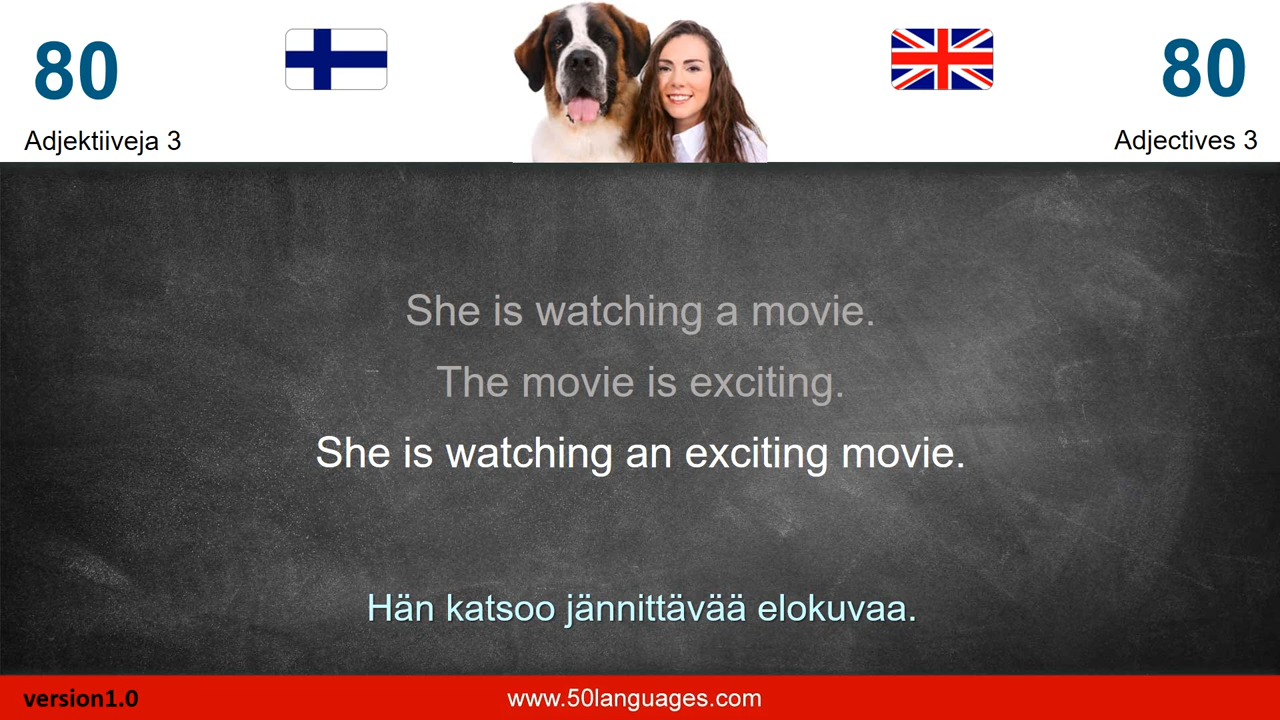 80
80
Adjektiiveja 3
Adjectives 3
She is watching a movie.
The movie is exciting.
She is watching an exciting movie.
Hän katsoo jännittävää elokuvaa.
version1.0
www.50languages.com